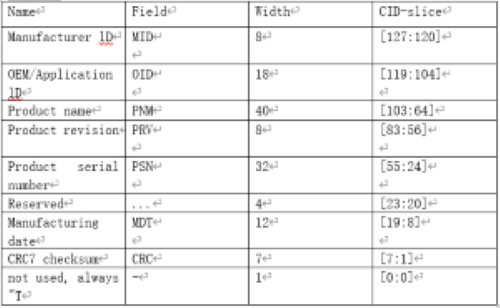 Name Field Width CID-slice
Manufacturer ID MID 8 [127:120]
OEM/Application OID 18 [119:104]
ID
Product name PNM 40 [103:64]
Product revision PRV 8 [83:56]
Product serial PSN 32 [55:24]
number
Reserved ... 4 [23:20]
Manufacturing MDT 12 [19:8]
date
CRC7 checksum CRC 7 [7:1]
not used, always - 1 [0:0]
"T